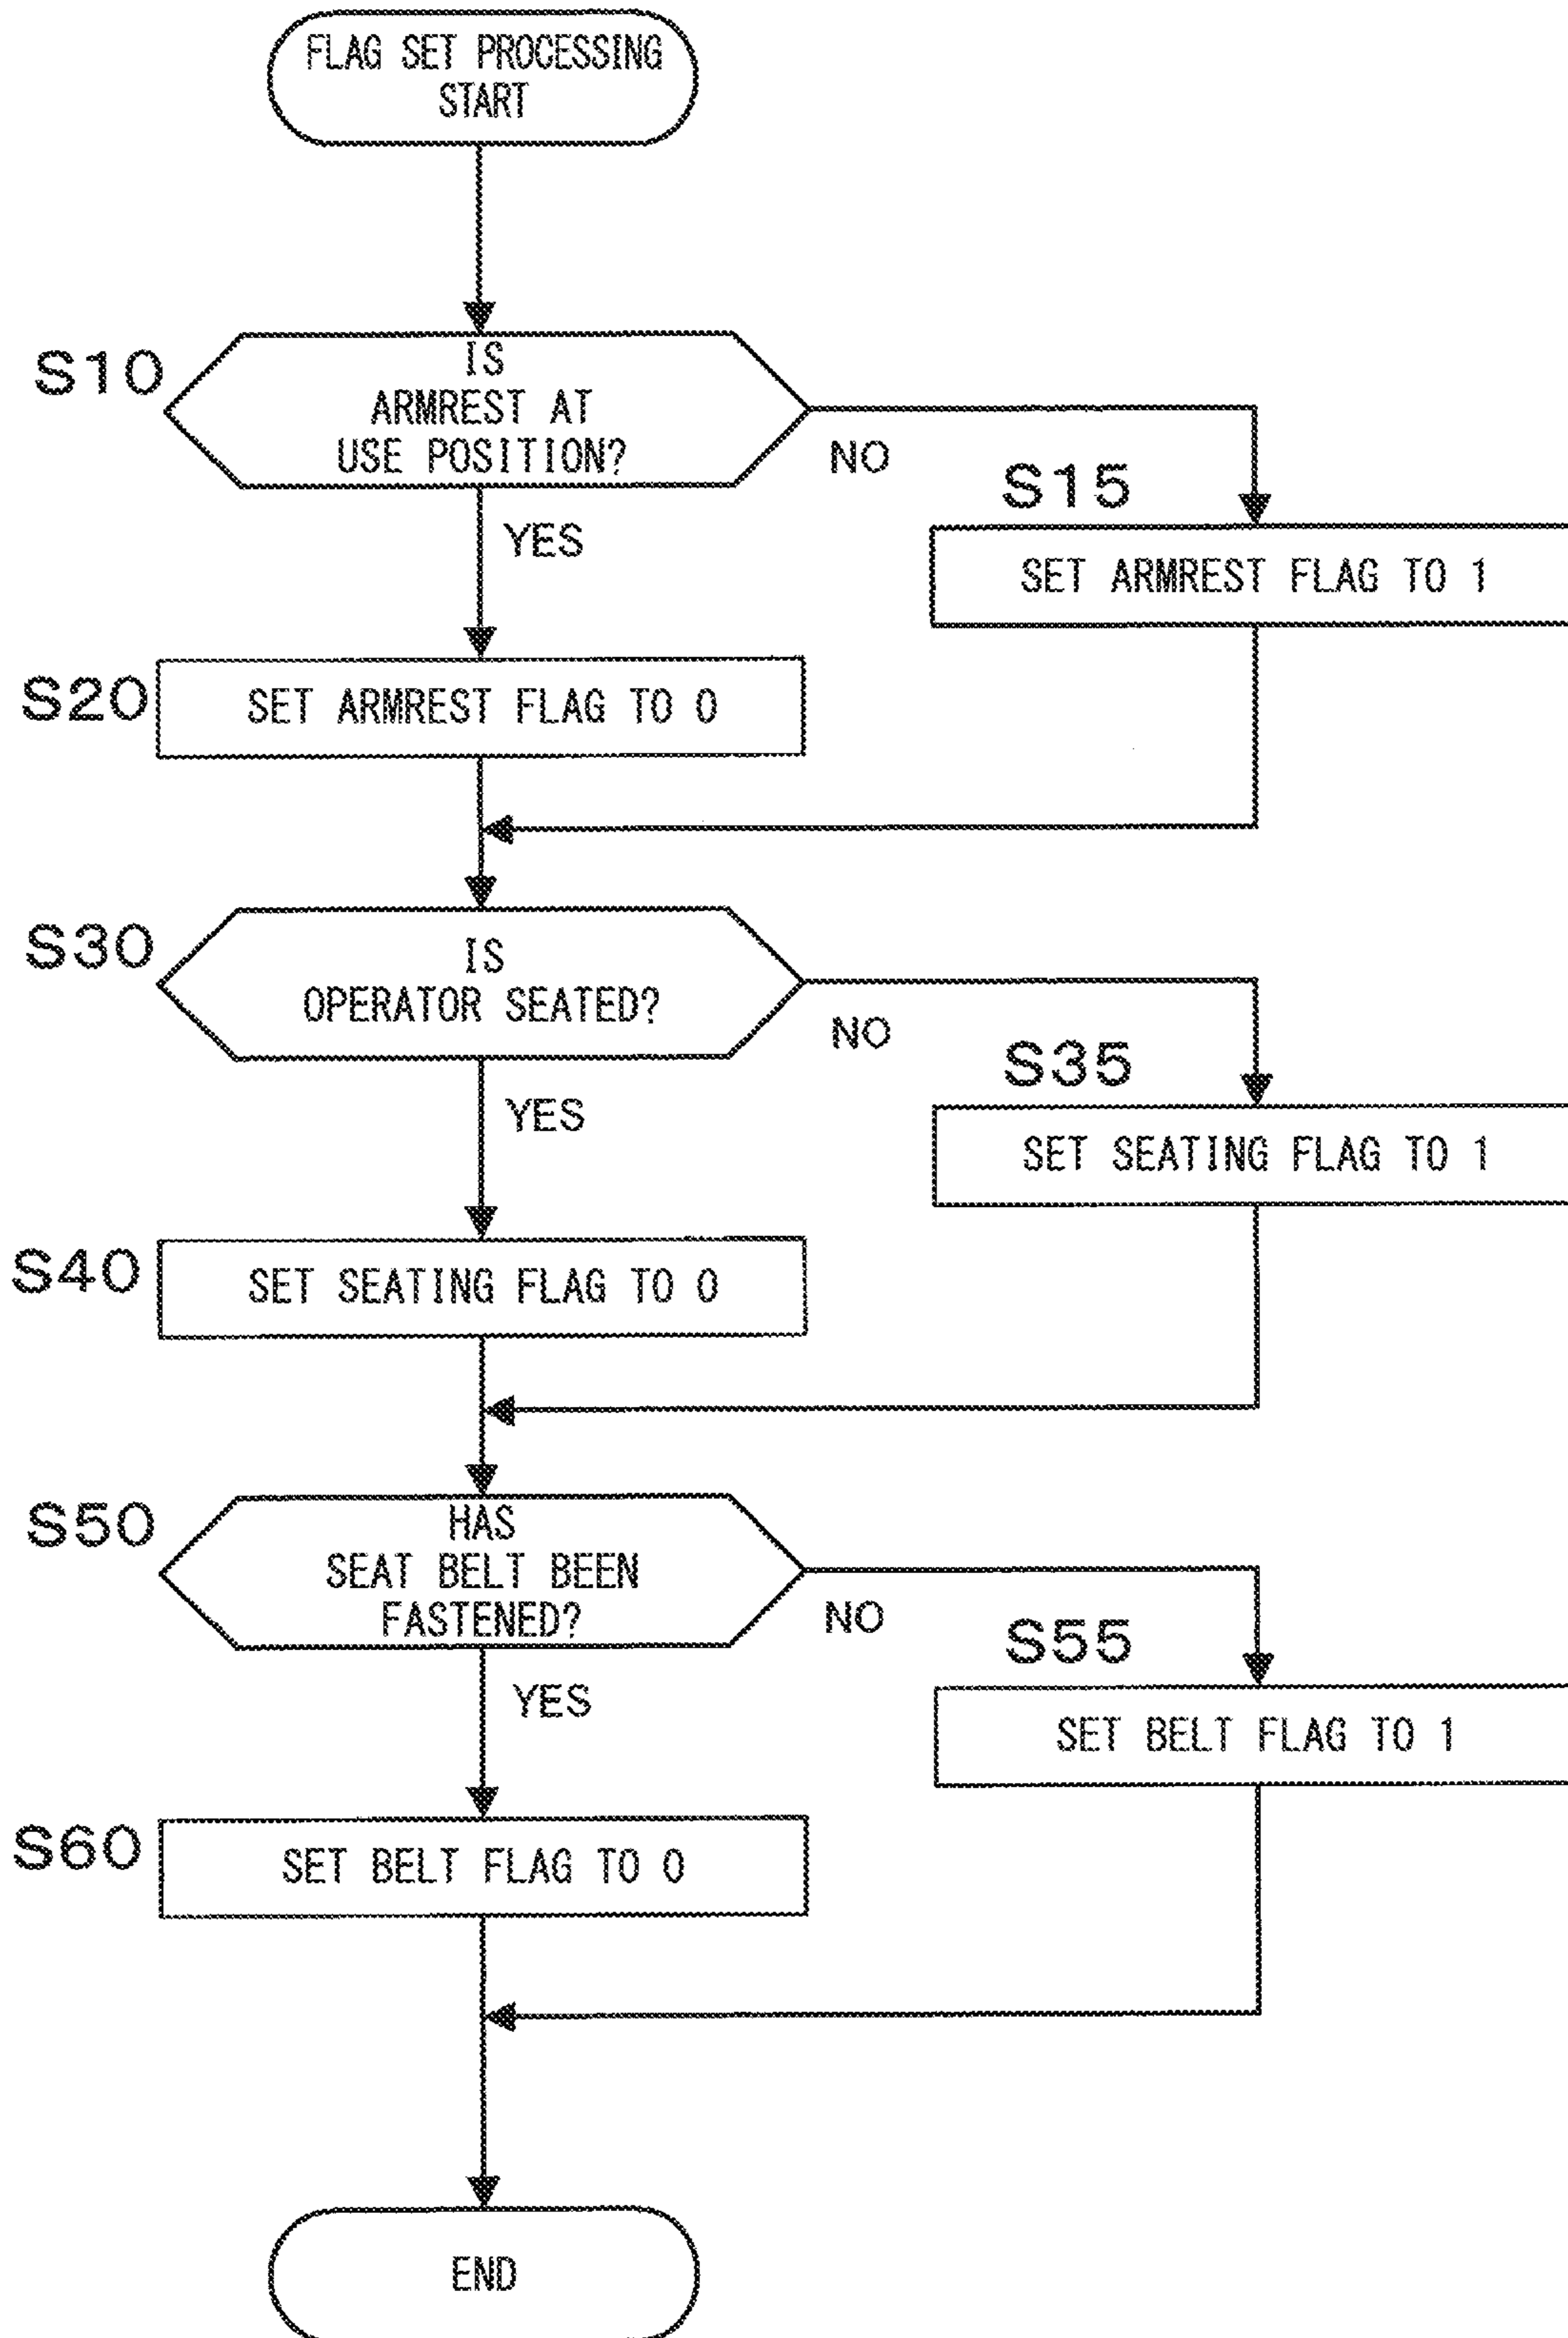 FLAG SET PROCESSING
START
S10
IS
ARMREST AT
USE POSITION?
NO
YES
S15
SET ARMREST FLAG TO 1
S20
SET ARMREST FLAG TO 0
S30
IS
OPERATOR SEATED?
NO
YES
S35
SET SEATING FLAG TO 1
S40
SET SEATING FLAG TO 0
S50
HAS
SEAT BELT BEEN
FASTENED?
NO
YES
S55
SET BELT FLAG TO 1
S60
SET BELT FLAG TO 0
END